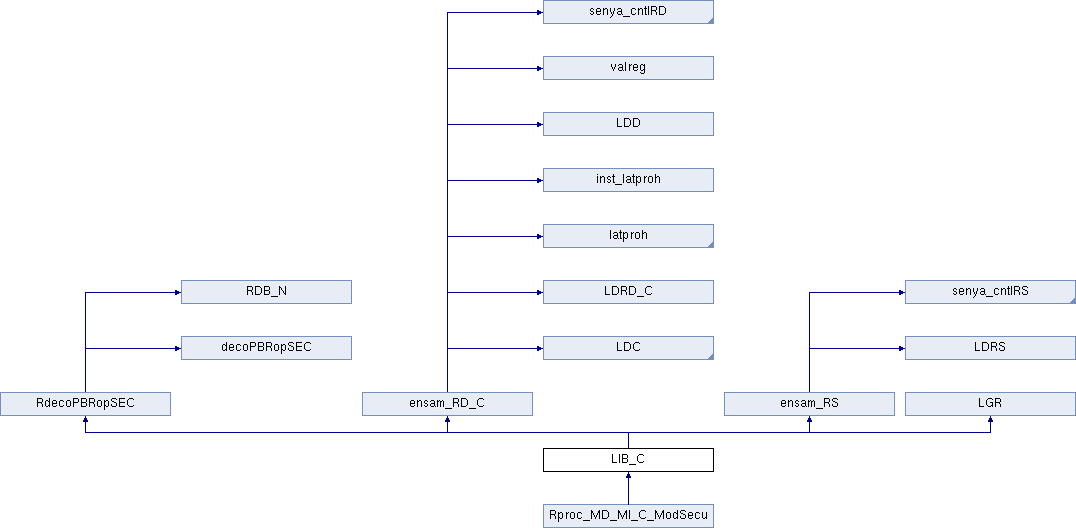 senya_cntlRD
valreg
LDD
inst_latproh
latproh
RDB_N
LDRD_C
senya_cntlRS
decoPBRopSEC
LDC
LDRS
RdecoPBRopSEC
ensam_RD_C
ensam_RS
LGR
LIB_C
Rproc_MD_MI_C_ModSecu